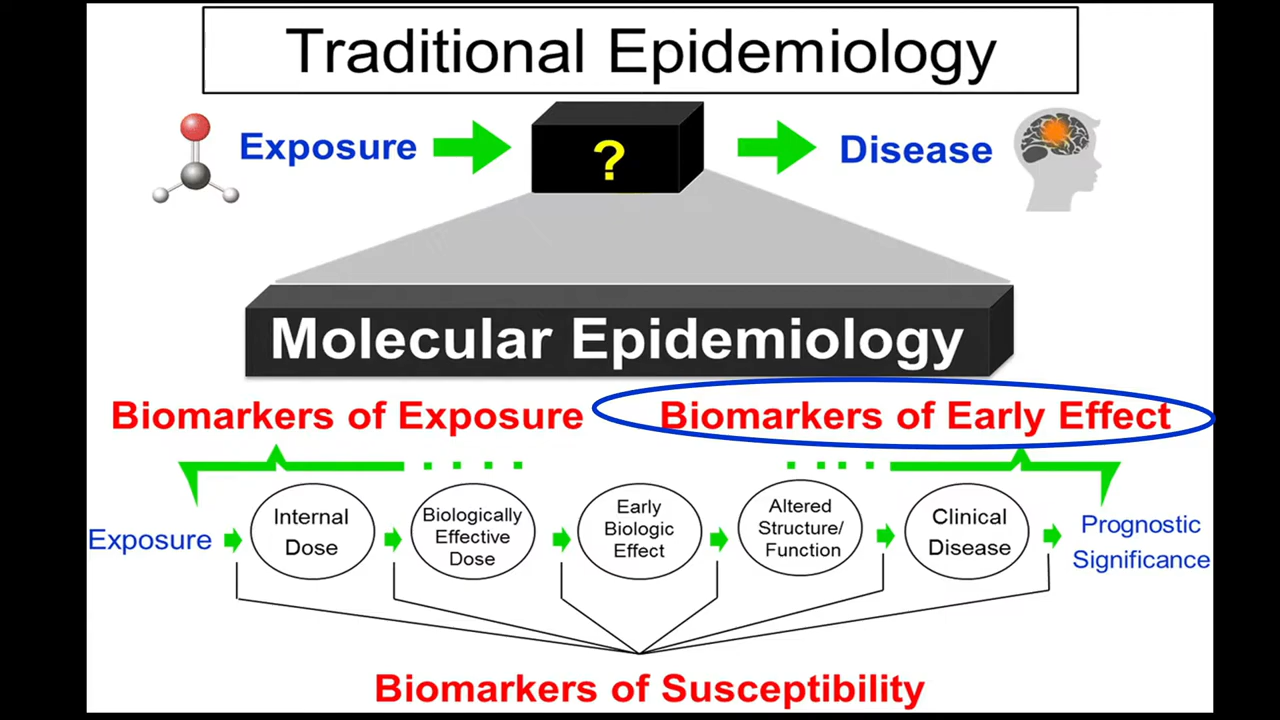 Traditional Epidemiology
Exposure
?
Disease
Molecular Epidemiology
Biomarkers of Exposure
Biomarkers of Early Effect
Exposure
Internal
Dose
Biologically
Effective
Dose
Early
Biologic
Effect
Altered
Structure/
Function
Clinical
Disease
Prognostic
Significance
Biomarkers of Susceptibility